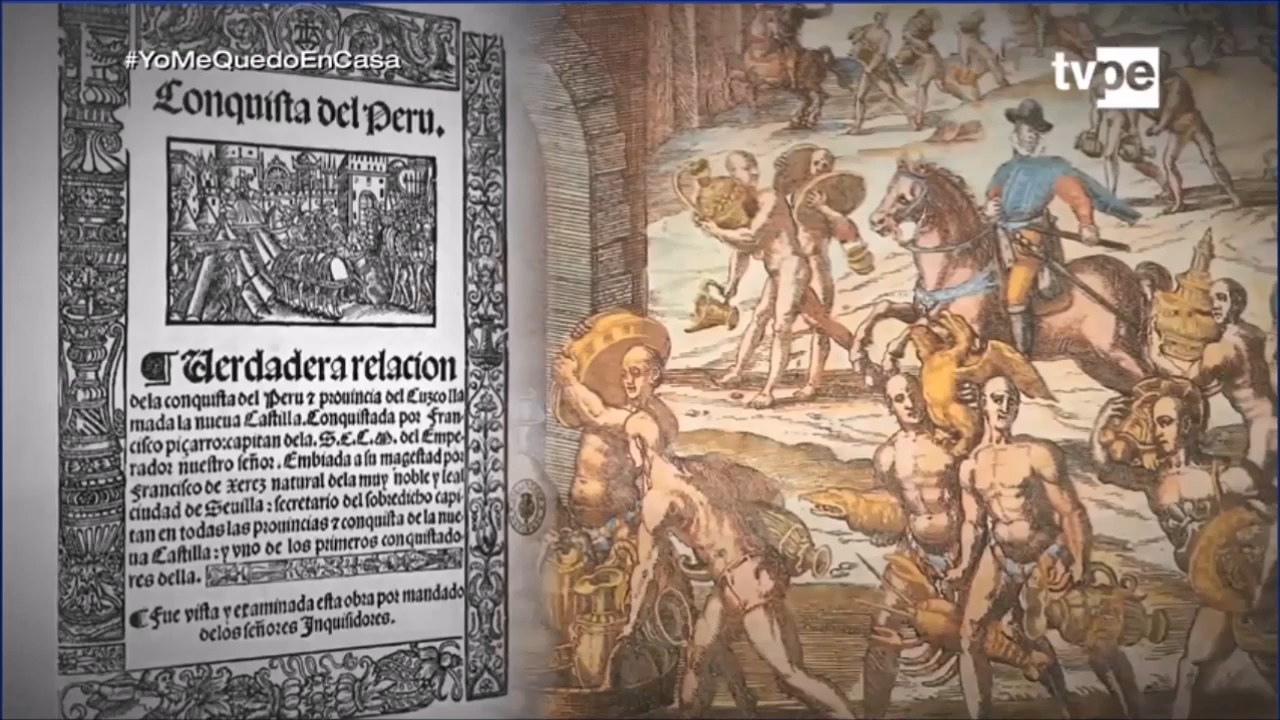 #YoMeQuedoEnCasa
tvpe
Conquista del Peru.
Verdadera relacion
dela conquista del Peru ꝛ prouincia del Cuzco lla
mada la nueua Castilla. Conquistada por Fran
cisco piçarro: capitan dela .S.C.C.M. del Empe
rador nuestro señor. Embiada a su magestad por
Francisco de Xerez natural dela muy noble y leal
ciudad de Seuilla: secretario del sobredicho capi
tan en todas las prouincias ꝛ conquista de la nue
ua Castilla: y vno de los primeros conquistado
res della.
Fue vista y examinada esta obra por mandado
delos señores Inquisidores.